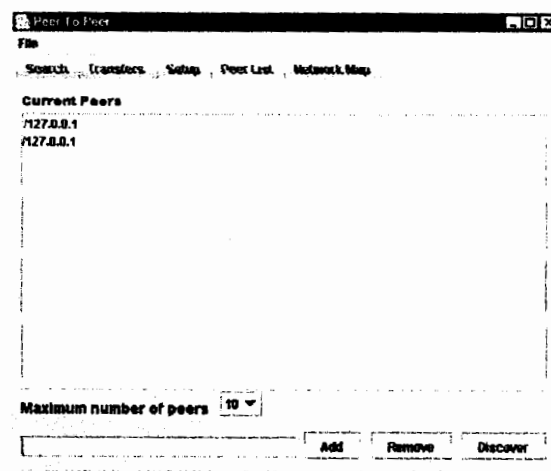 Peer To Peer
File
Search Transfers Setup Peer List Network Map
Current Peers
/127.0.0.1
/127.0.0.1
Maximum number of peers 10
Add Remove Discover